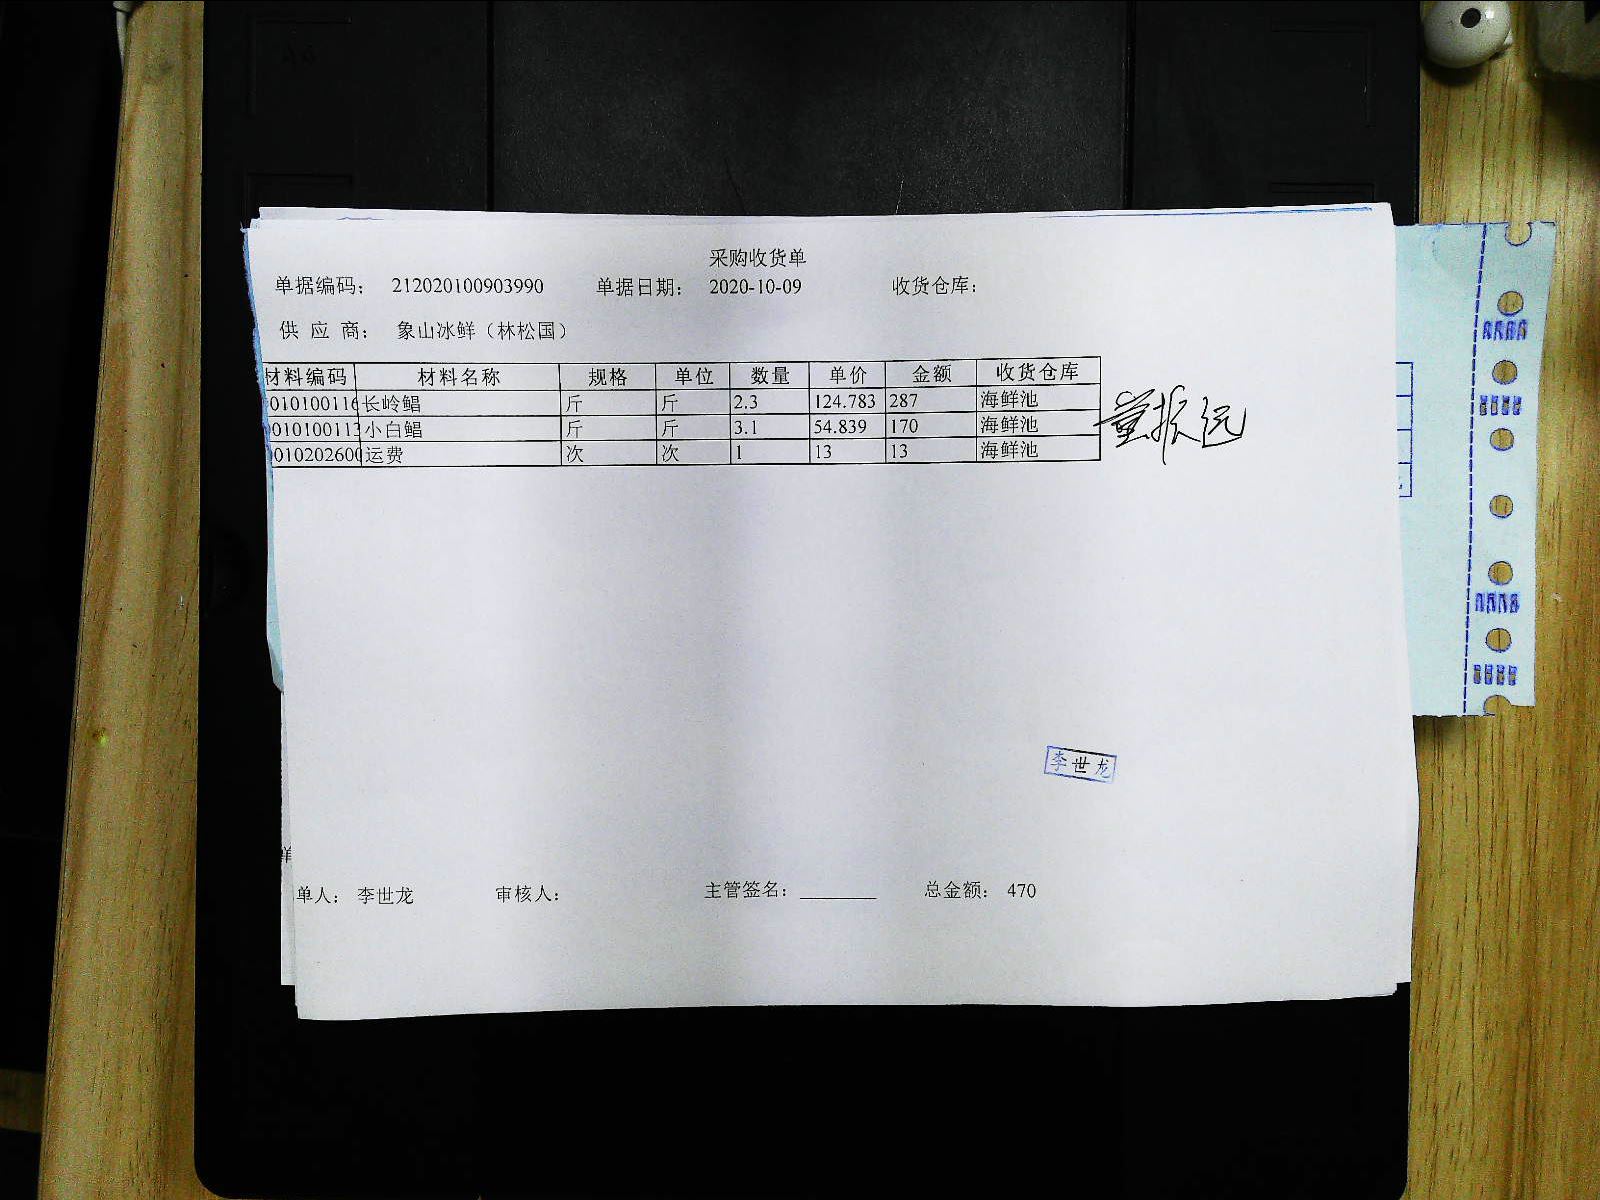 采购收货单
单据编码： 212020100903990 单据日期： 2020-10-09 收货仓库：
供 应 商： 象山冰鲜（林松国）
材料编码 材料名称 规格 单位 数量 单价 金额 收货仓库
010100116 长岭鲳 斤 斤 2.3 124.783 287 海鲜池
010100113 小白鲳 斤 斤 3.1 54.839 170 海鲜池
010202600 运费 次 次 1 13 13 海鲜池
董振远
李世龙
单人： 李世龙 审核人： 主管签名：________ 总金额： 470